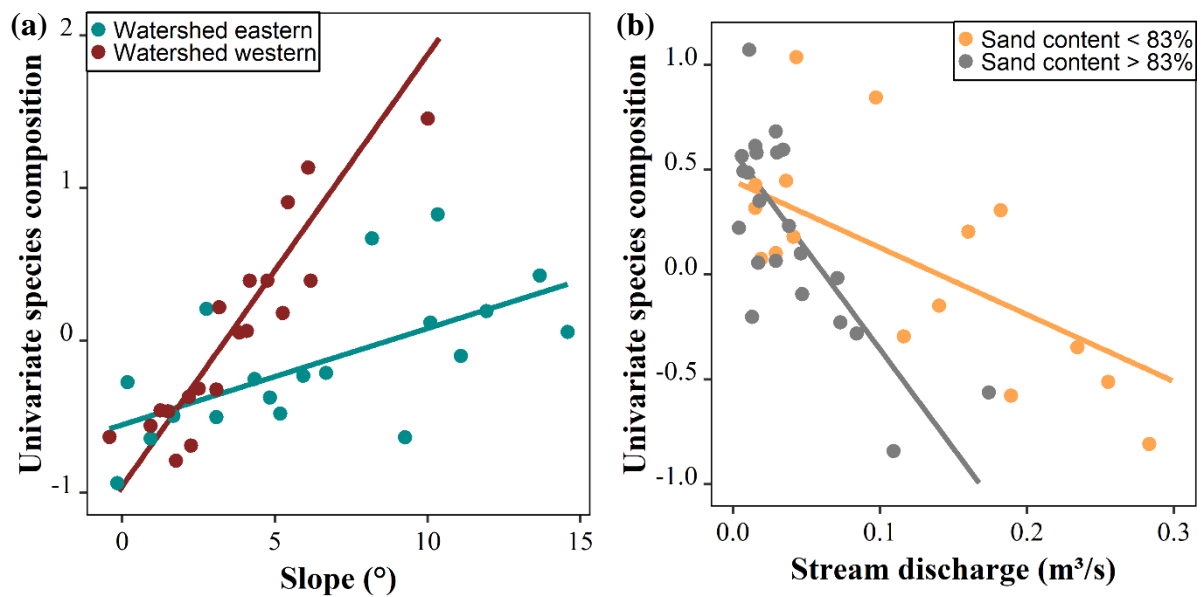 (a)
Univariate species composition
2
1
0
-1
Watershed eastern
Watershed western
0
5
10
15
Slope (°)
(b)
Univariate species composition
1.0
0.5
0.0
-0.5
-1.0
Sand content < 83%
Sand content > 83%
0.0
0.1
0.2
0.3
Stream discharge (m³/s)